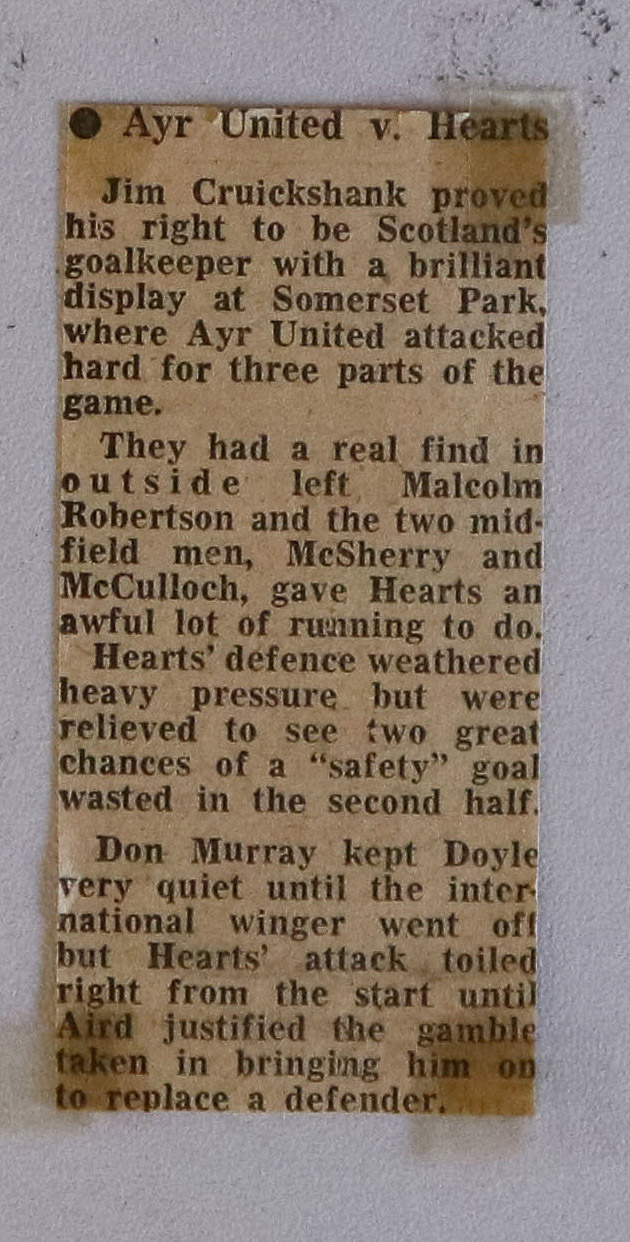 ● Ayr United v. Hearts
Jim Cruickshank proved
his right to be Scotland's
goalkeeper with a brilliant
display at Somerset Park,
where Ayr United attacked
hard for three parts of the
game.
They had a real find in
outside left Malcolm
Robertson and the two mid-
field men, McSherry and
McCulloch, gave Hearts an
awful lot of running to do.
Hearts' defence weathered
heavy pressure but were
relieved to see two great
chances of a “safety” goal
wasted in the second half.
Don Murray kept Doyle
very quiet until the inter-
national winger went off
but Hearts' attack toiled
right from the start until
Aird justified the gamble
taken in bringing him on
to replace a defender.